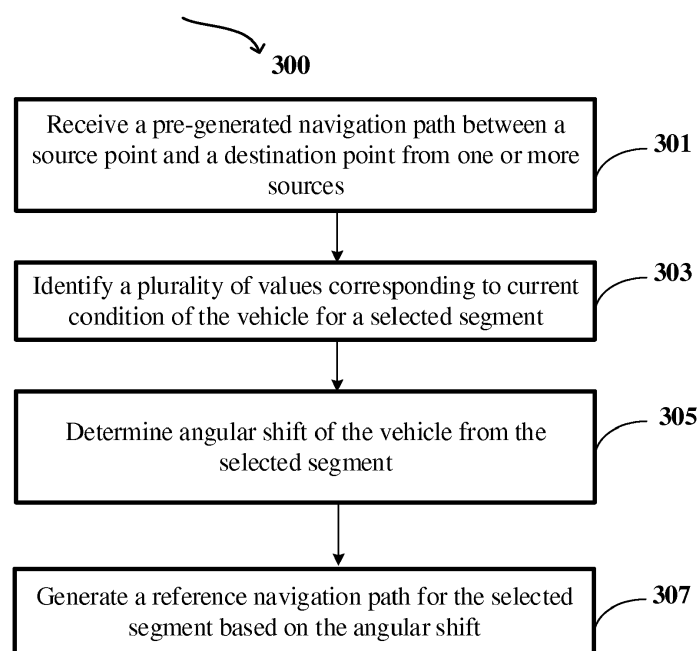 300
Receive a pre-generated navigation path between a
source point and a destination point from one or more
sources
301
Identify a plurality of values corresponding to current
condition of the vehicle for a selected segment
303
Determine angular shift of the vehicle from the
selected segment
305
Generate a reference navigation path for the selected
segment based on the angular shift
307